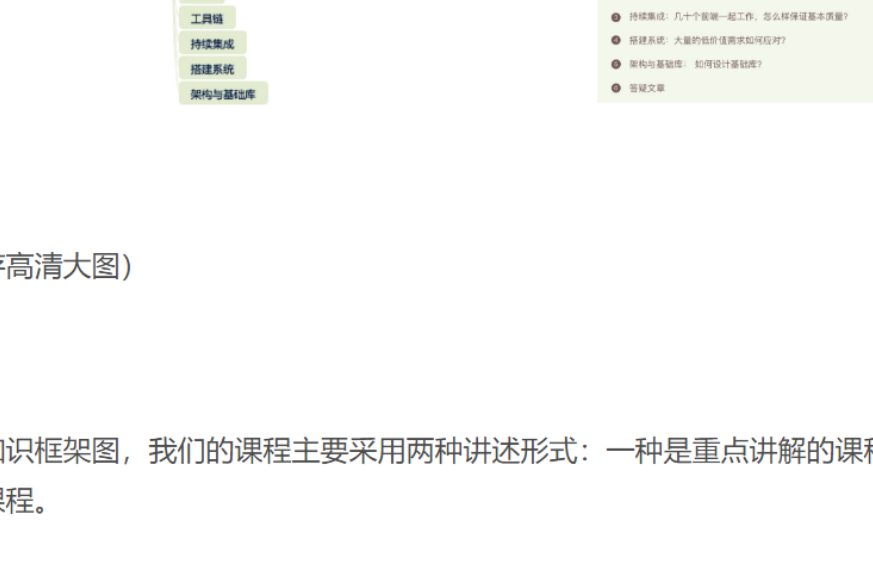 工具链
持续集成
搭建系统
架构与基础库
3 持续集成：几十个前端一起工作，怎么样保证基本质量？
4 搭建系统：大量的低价值需求如何应对？
5 架构与基础库： 如何设计基础库？
6 答疑文章
高清大图）
识框架图，我们的课程主要采用两种讲述形式：一种是重点讲解的课
程。